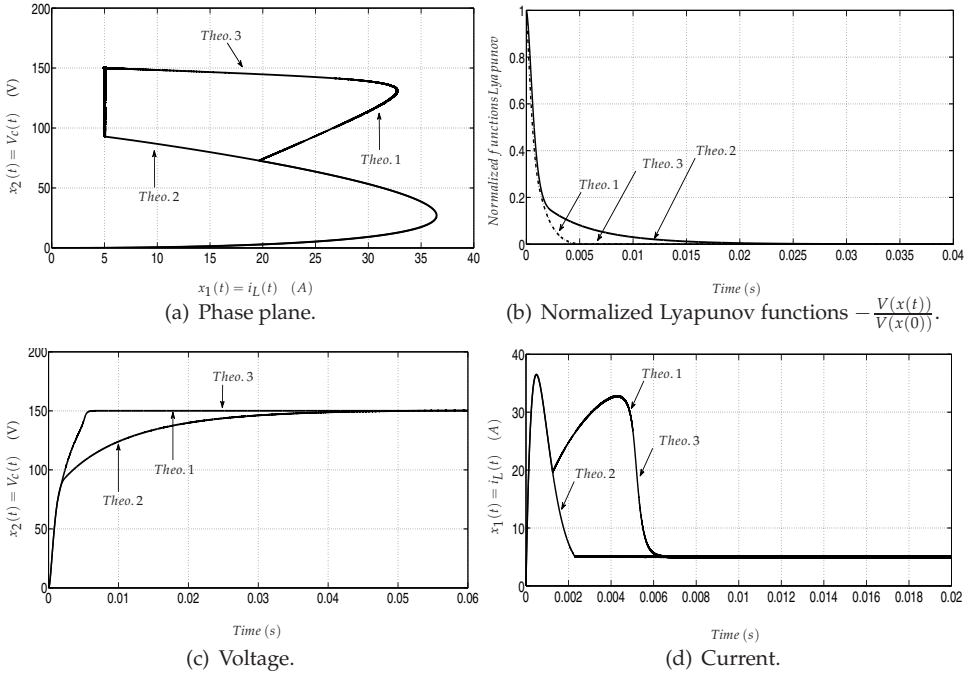 200
150
100
50
0
x₂(t) = Vc(t) (V)
Theo. 3
Theo. 1
Theo. 2
0 5 10 15 20 25 30 35 40
x₁(t) = i_L(t) (A)
(a) Phase plane.
1
0.8
0.6
0.4
0.2
0
Normalized functions Lyapunov
Theo. 1
Theo. 3
Theo. 2
0 0.005 0.01 0.015 0.02 0.025 0.03 0.035 0.04
Time (s)
(b) Normalized Lyapunov functions − V(x(t))/V(x(0)).
200
150
100
50
0
x₂(t) = Vc(t) (V)
Theo. 3
Theo. 1
Theo. 2
0 0.01 0.02 0.03 0.04 0.05 0.06
Time (s)
(c) Voltage.
40
30
20
10
0
x₁(t) = i_L(t) (A)
Theo. 1
Theo. 3
Theo. 2
0 0.002 0.004 0.006 0.008 0.01 0.012 0.014 0.016 0.018 0.02
Time (s)
(d) Current.